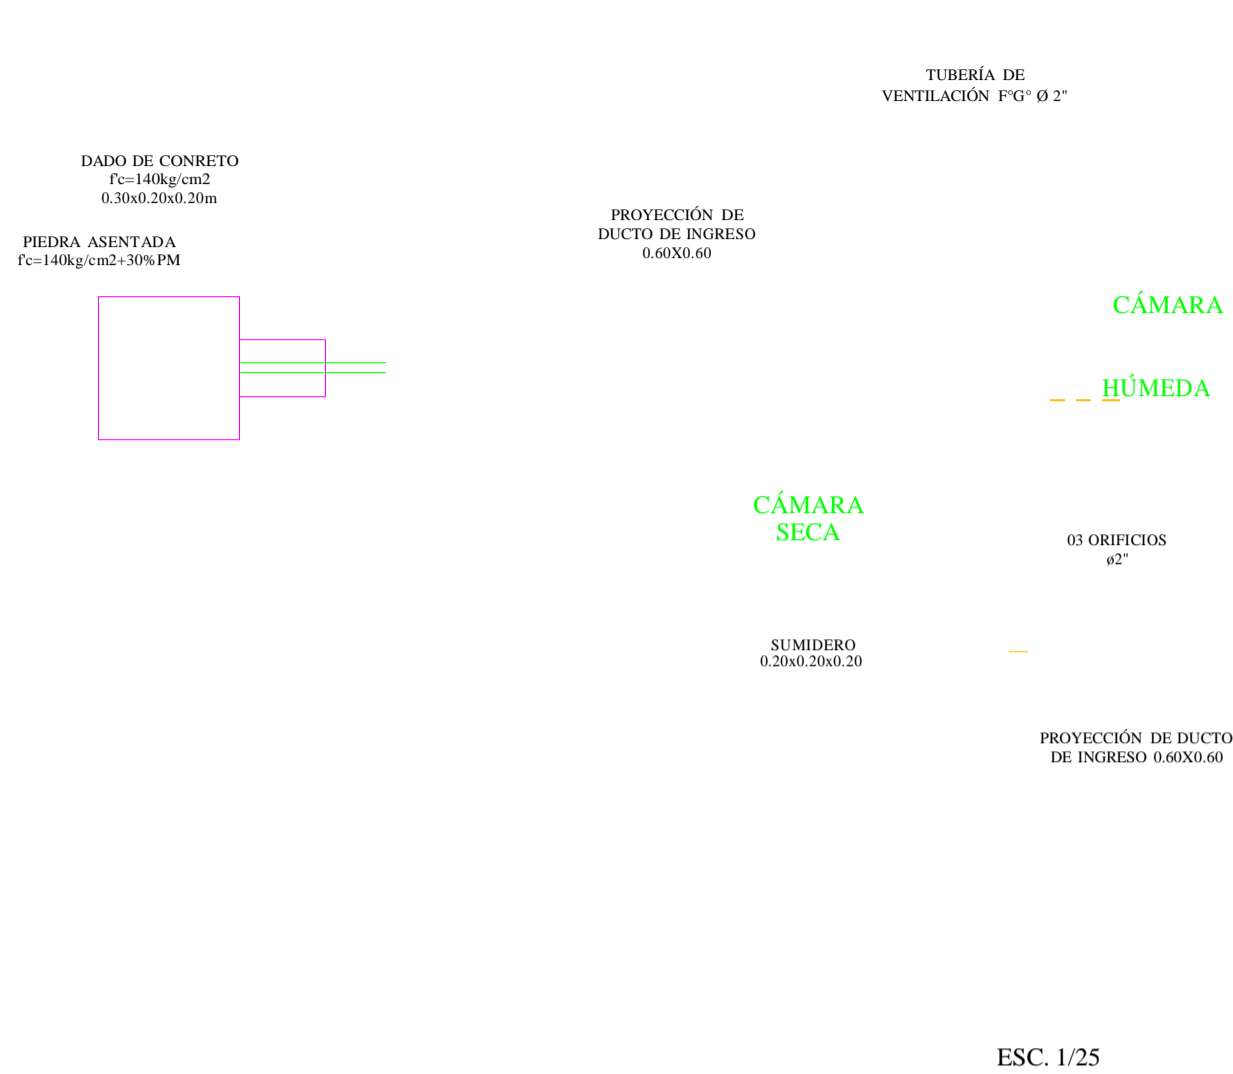 TUBERÍA DE
VENTILACIÓN F°G° Ø 2"
DADO DE CONRETO
f'c=140kg/cm2
0.30x0.20x0.20m
PROYECCIÓN DE
DUCTO DE INGRESO
0.60X0.60
PIEDRA ASENTADA
f'c=140kg/cm2+30%PM
CÁMARA
HÚMEDA
CÁMARA
SECA
03 ORIFICIOS
ø2"
SUMIDERO
0.20x0.20x0.20
PROYECCIÓN DE DUCTO
DE INGRESO 0.60X0.60
ESC. 1/25